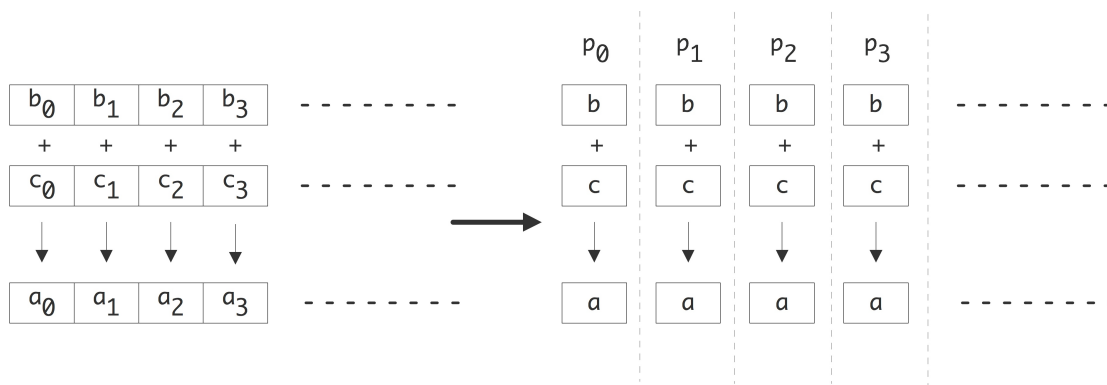 p0 p1 p2 p3
b0 b1 b2 b3 b b b b
+ + + + + + + +
c0 c1 c2 c3 c c c c
a0 a1 a2 a3 a a a a